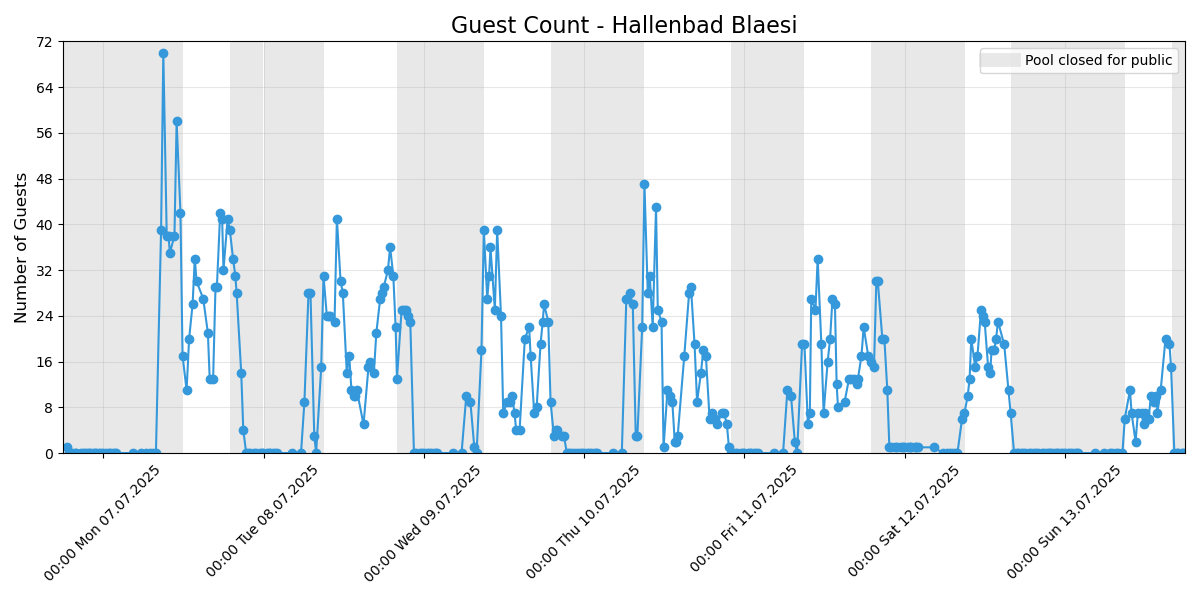 Guest Count - Hallenbad Blaesi
Pool closed for public
Number of Guests
72
64
56
48
40
32
24
16
8
0
00:00 Mon 07.07.2025
00:00 Tue 08.07.2025
00:00 Wed 09.07.2025
00:00 Thu 10.07.2025
00:00 Fri 11.07.2025
00:00 Sat 12.07.2025
00:00 Sun 13.07.2025